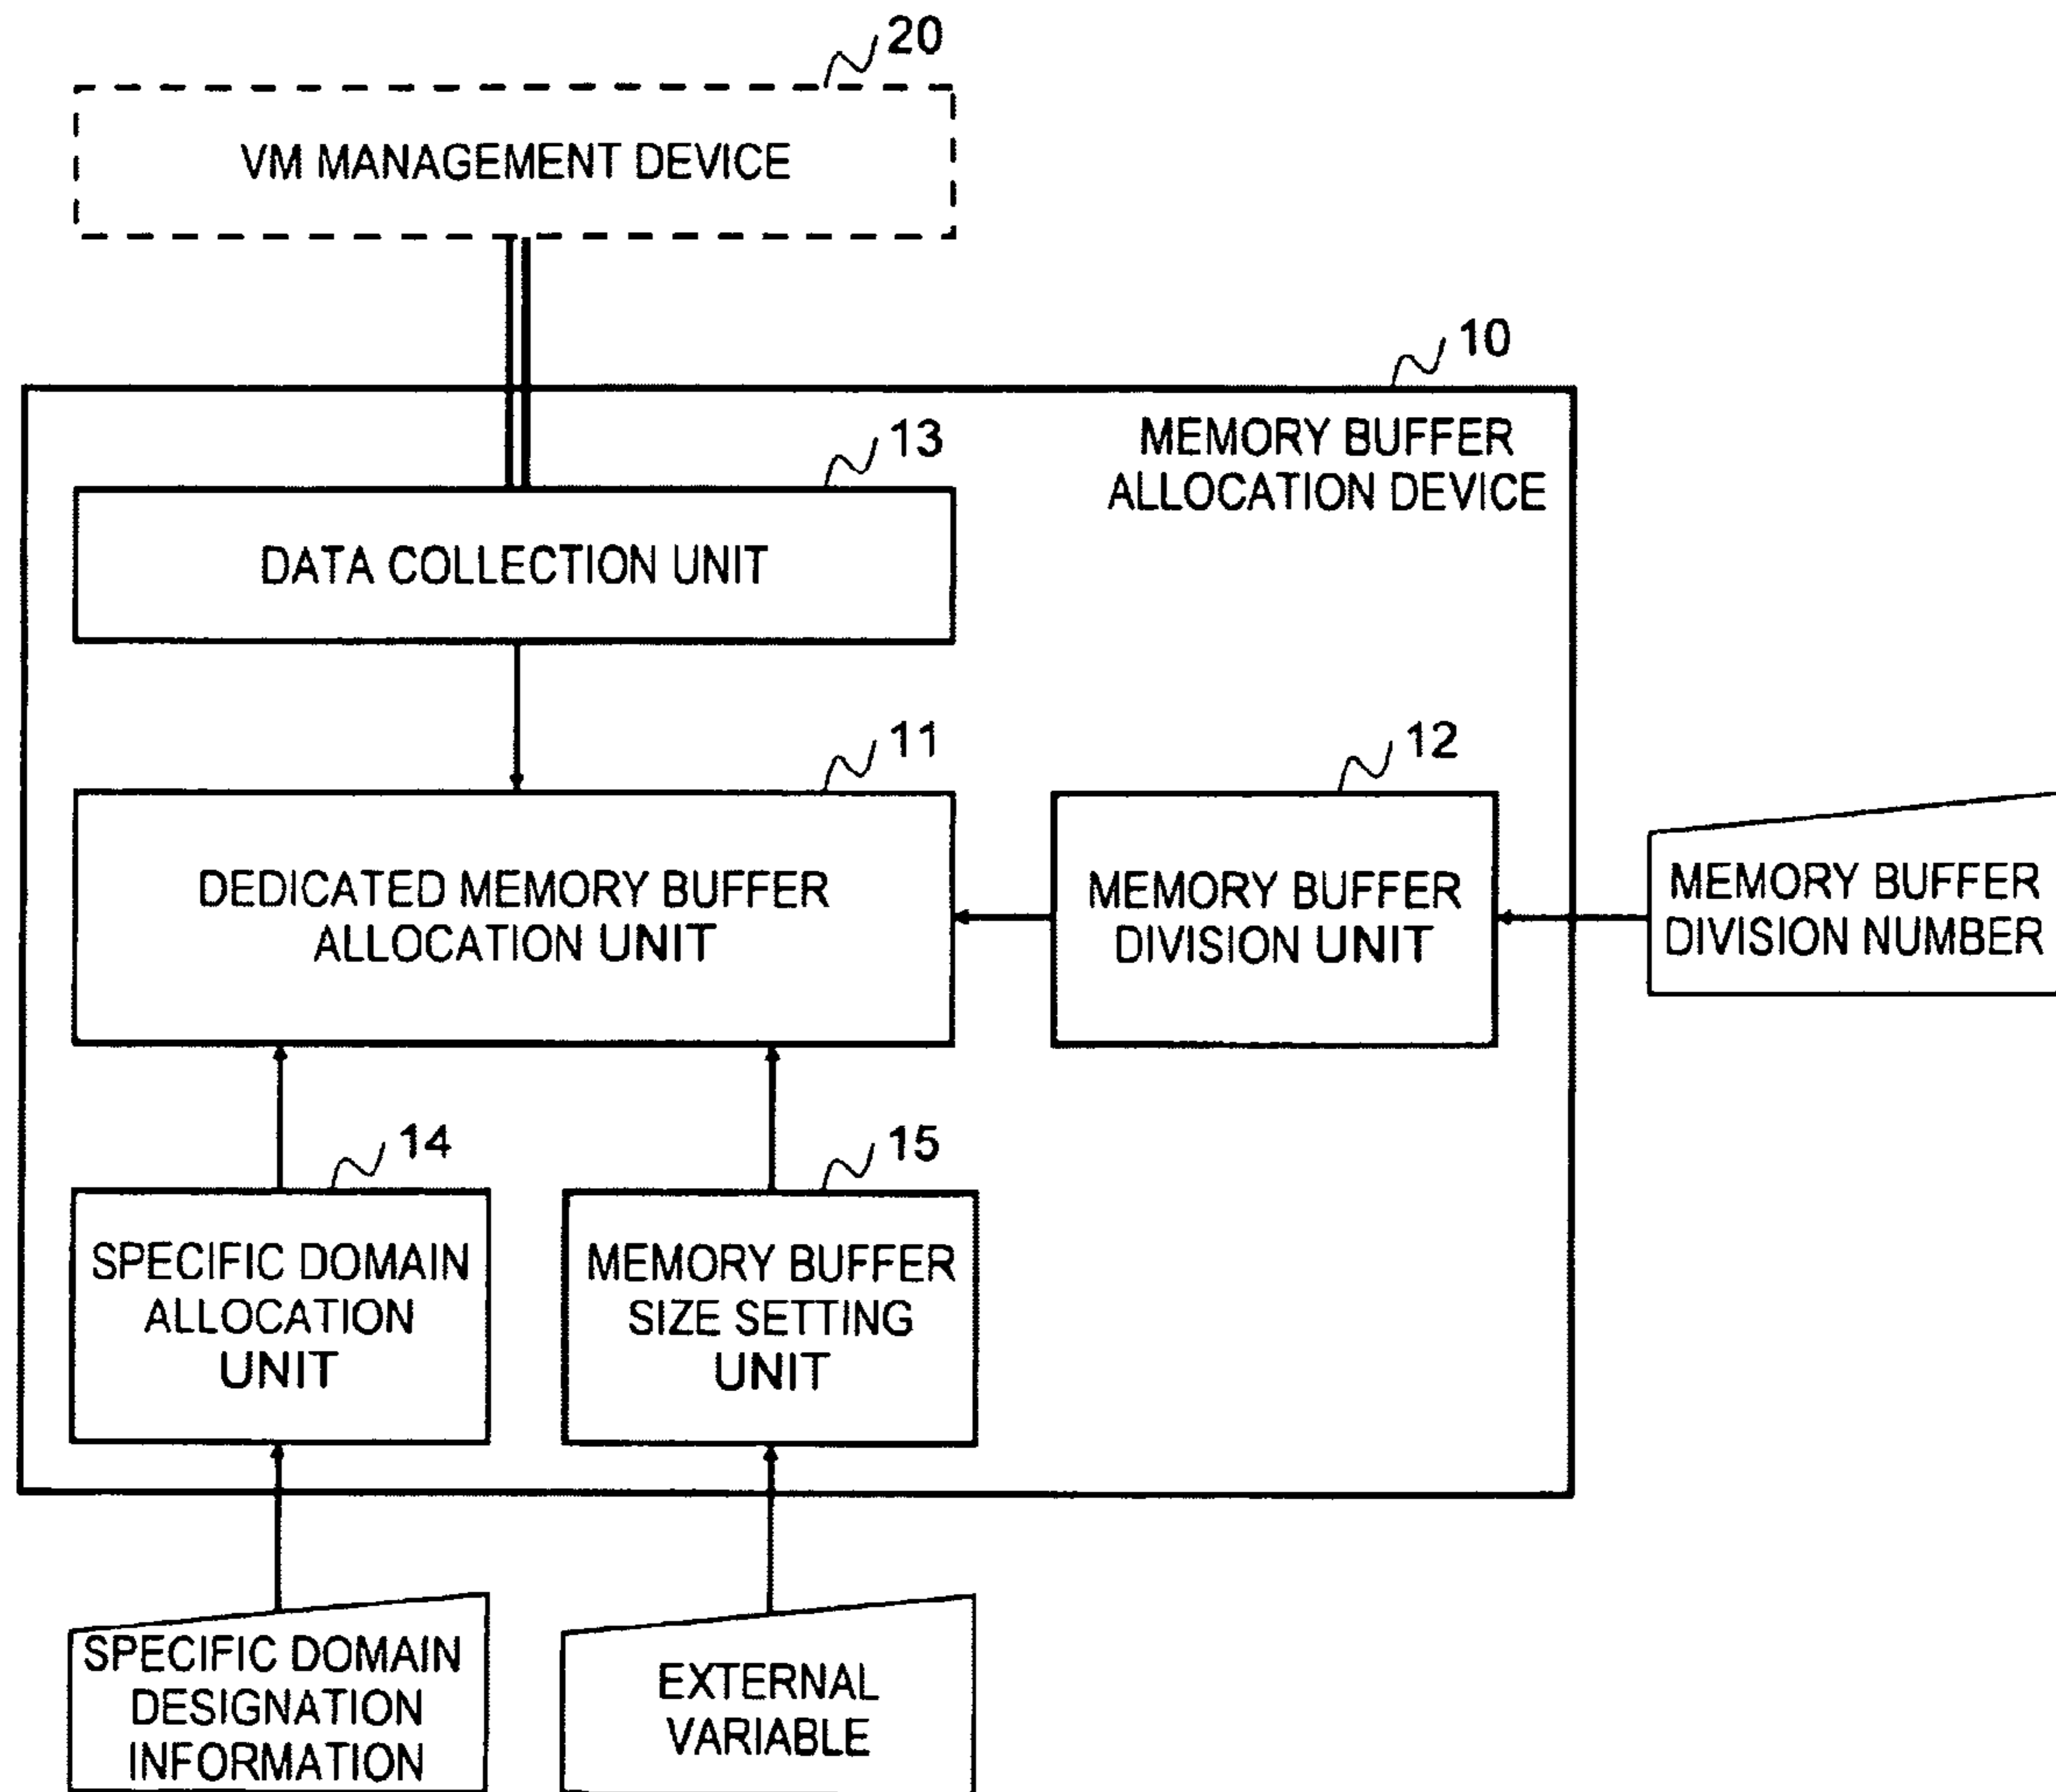 20
VM MANAGEMENT DEVICE
10
MEMORY BUFFER
ALLOCATION DEVICE
13
DATA COLLECTION UNIT
11
DEDICATED MEMORY BUFFER
ALLOCATION UNIT
12
MEMORY BUFFER
DIVISION UNIT
MEMORY BUFFER
DIVISION NUMBER
14
SPECIFIC DOMAIN
ALLOCATION
UNIT
15
MEMORY BUFFER
SIZE SETTING
UNIT
SPECIFIC DOMAIN
DESIGNATION
INFORMATION
EXTERNAL
VARIABLE